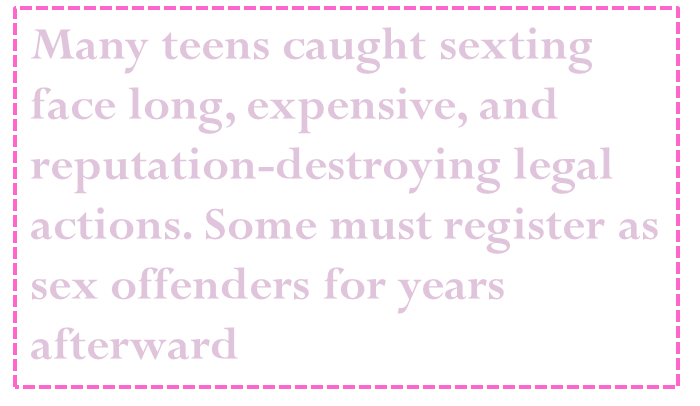 Many teens caught sexting
face long, expensive, and
reputation-destroying legal
actions. Some must register as
sex offenders for years
afterward